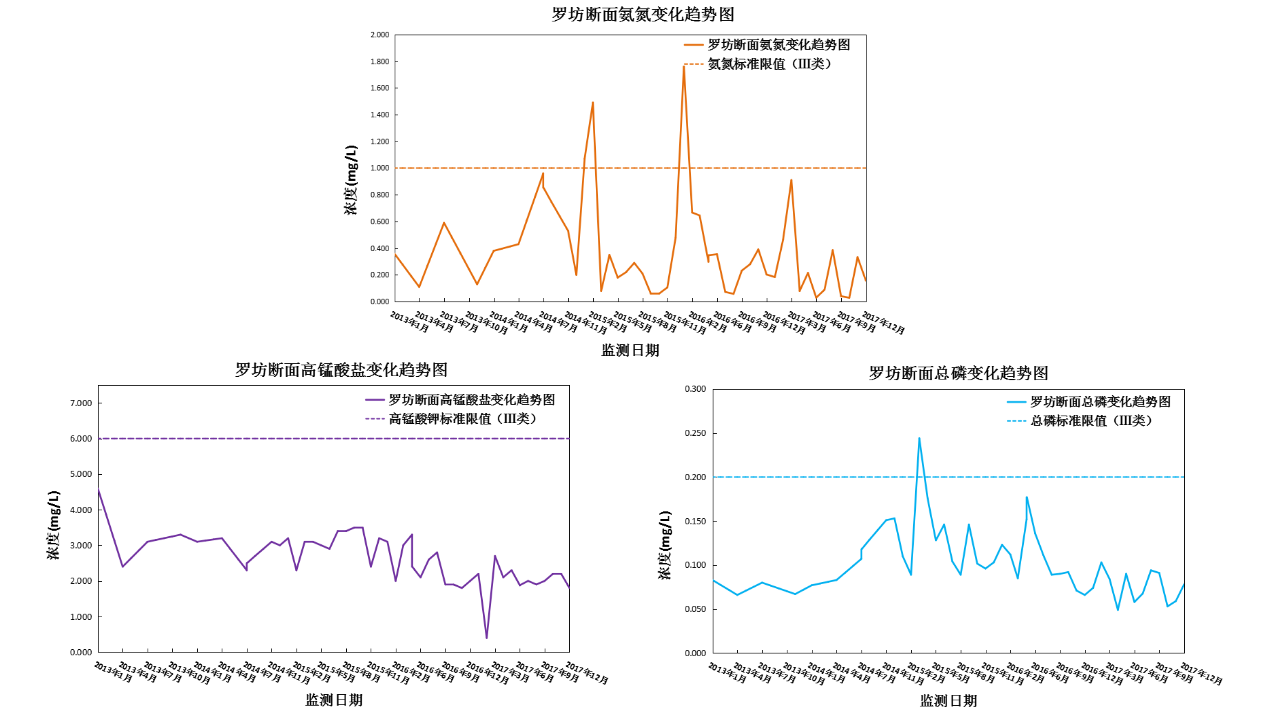 罗坊断面氨氮变化趋势图
罗坊断面氨氮变化趋势图
氨氮标准限值（III类）
浓度(mg/L)
2.000
1.800
1.600
1.400
1.200
1.000
0.800
0.600
0.400
0.200
0.000
2013年1月
2013年4月
2013年7月
2013年10月
2014年1月
2014年4月
2014年7月
2014年11月
2015年2月
2015年5月
2015年8月
2015年11月
2016年2月
2016年6月
2016年9月
2016年12月
2017年3月
2017年6月
2017年9月
2017年12月
监测日期
罗坊断面高锰酸盐变化趋势图
罗坊断面高锰酸盐变化趋势图
高锰酸钾标准限值（III类）
浓度(mg/L)
7.000
6.000
5.000
4.000
3.000
2.000
1.000
0.000
2013年1月
2013年4月
2013年7月
2013年10月
2014年1月
2014年4月
2014年7月
2014年11月
2015年2月
2015年5月
2015年8月
2015年11月
2016年2月
2016年6月
2016年9月
2016年12月
2017年3月
2017年6月
2017年9月
2017年12月
监测日期
罗坊断面总磷变化趋势图
罗坊断面总磷变化趋势图
总磷标准限值（III类）
浓度(mg/L)
0.300
0.250
0.200
0.150
0.100
0.050
0.000
2013年1月
2013年4月
2013年7月
2013年10月
2014年1月
2014年4月
2014年7月
2014年11月
2015年2月
2015年5月
2015年8月
2015年11月
2016年2月
2016年6月
2016年9月
2016年12月
2017年3月
2017年6月
2017年9月
2017年12月
监测日期